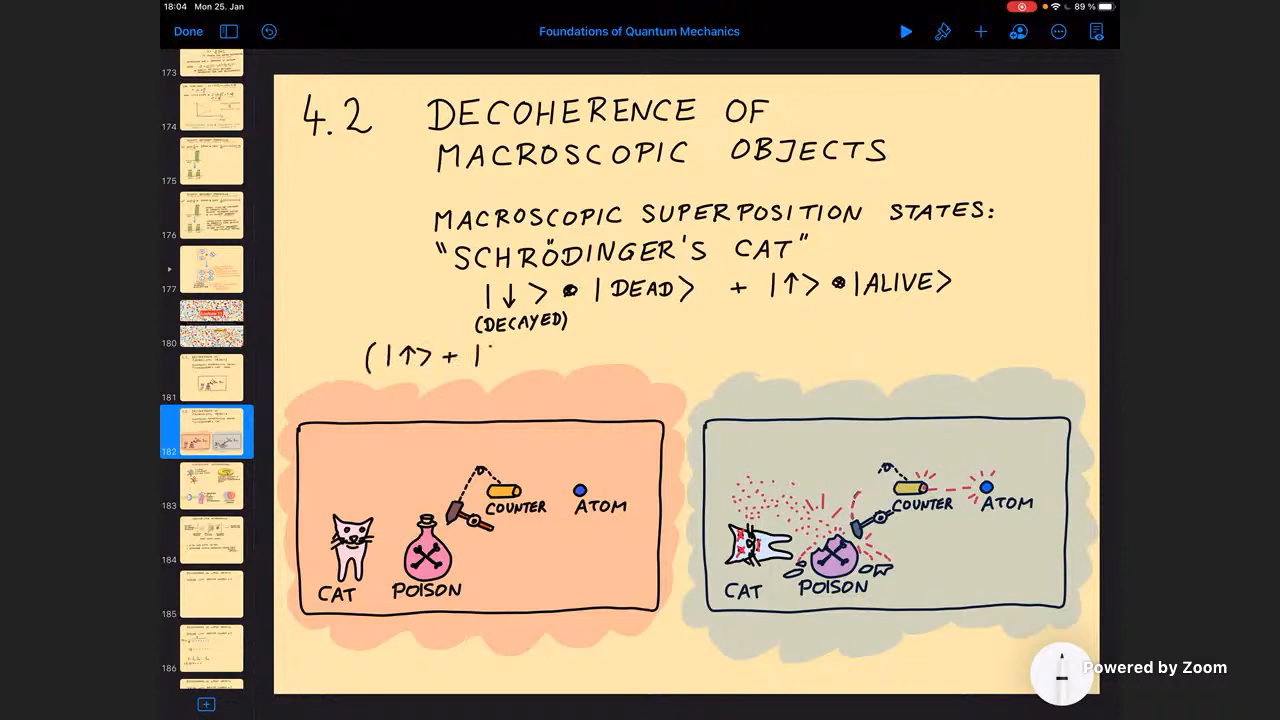 18:04 Mon 25. Jan
89 %
Done
Foundations of Quantum Mechanics
173
174
175
176
177
180
181
182
183
184
185
186
4.2 DECOHERENCE OF
MACROSCOPIC OBJECTS
MACROSCOPIC SUPERPOSITION STATES:
"SCHRÖDINGER'S CAT"
|↓> • |DEAD> + |↑> • |ALIVE>
(DECAYED)
(|↑> + |
COUNTER
ATOM
CAT
POISON
COUNTER
ATOM
CAT
POISON
Powered by Zoom